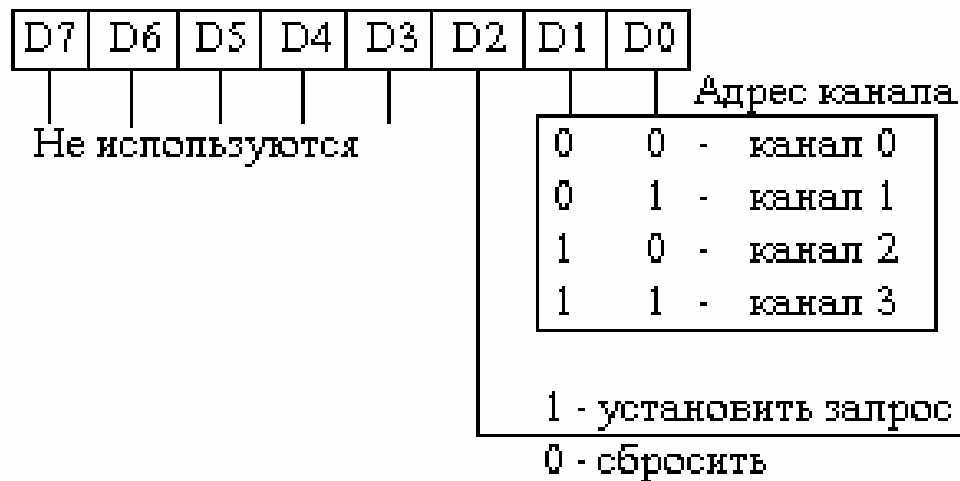 D7 D6 D5 D4 D3 D2 D1 D0
Адрес канала
Не используются
0 0 - канал 0
0 1 - канал 1
1 0 - канал 2
1 1 - канал 3
1 - установить запрос
0 - сбросить